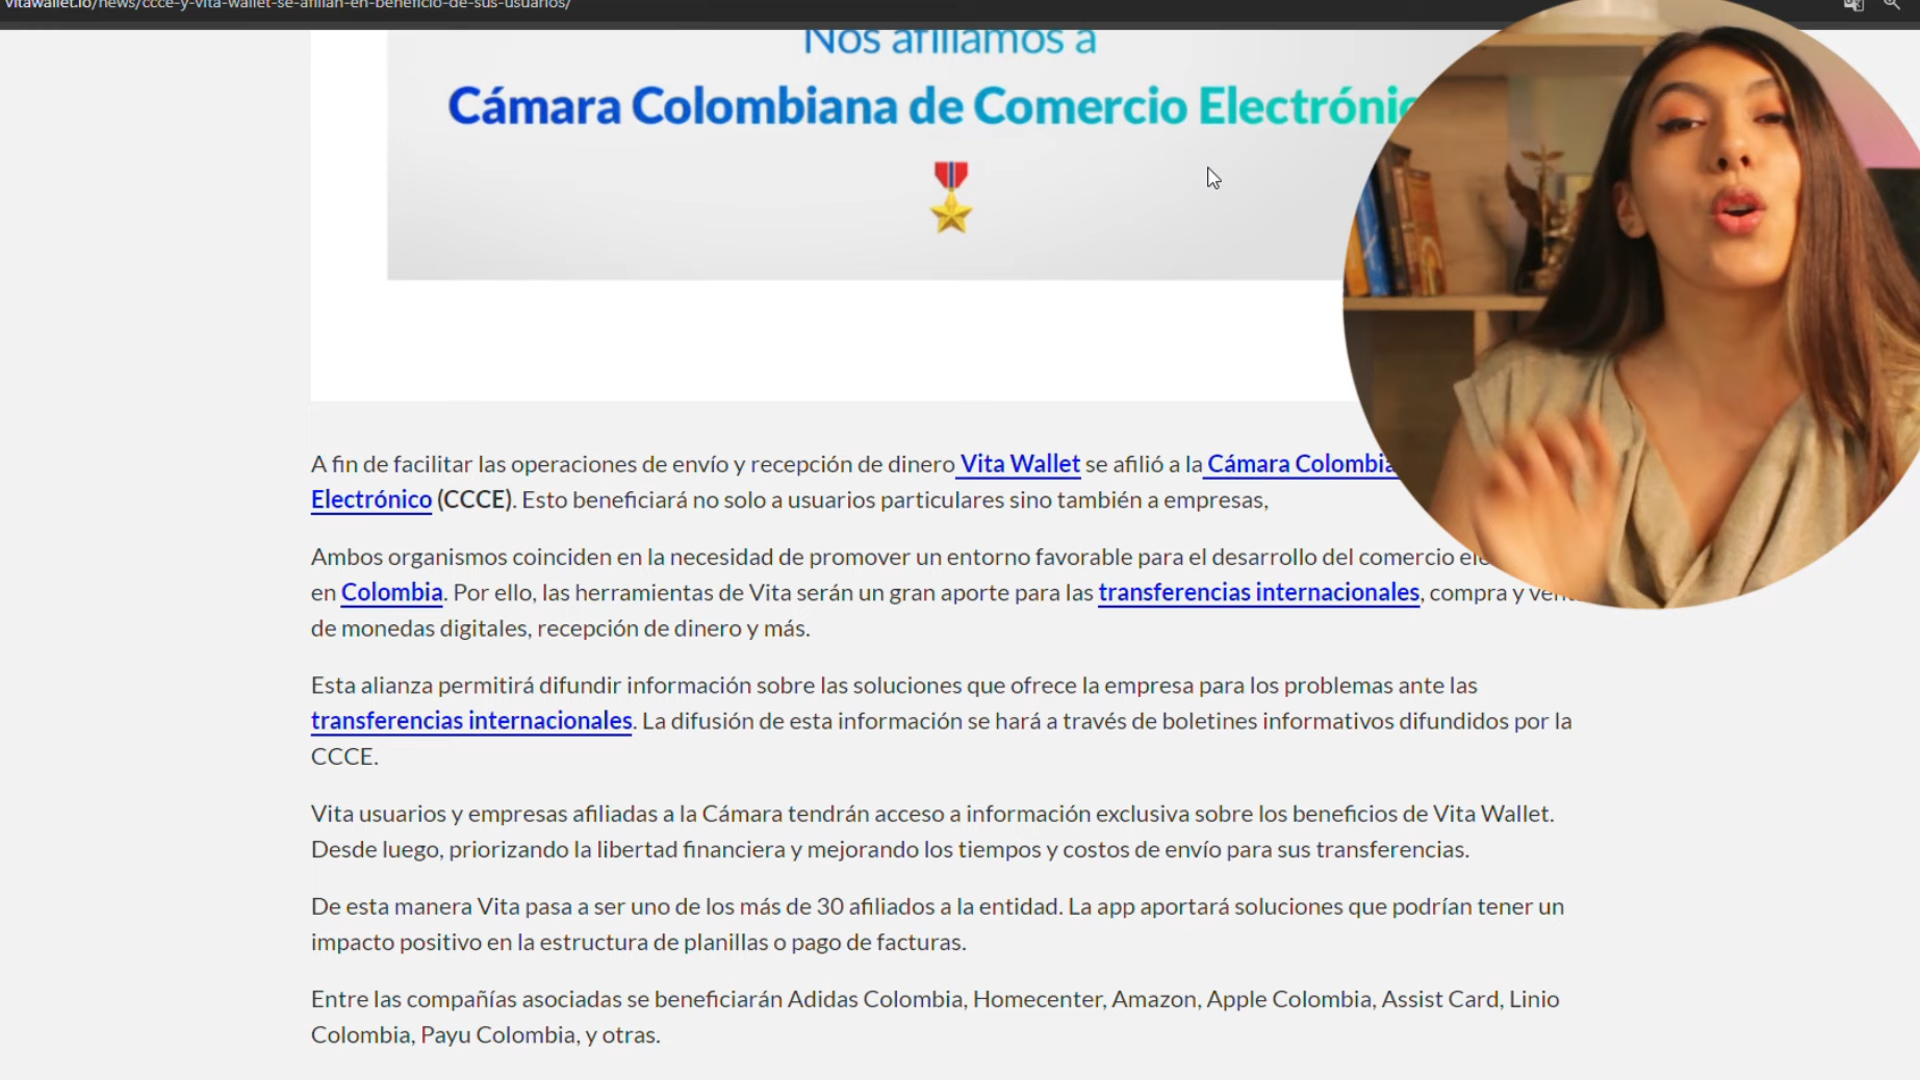 vitawallet.io/news/ccce-y-vita-wallet-se-afilian-en-beneficio-de-sus-usuarios/
Nos afiliamos a
Cámara Colombiana de Comercio Electrónic
A fin de facilitar las operaciones de envío y recepción de dinero Vita Wallet se afilió a la Cámara Colombia
Electrónico (CCCE). Esto beneficiará no solo a usuarios particulares sino también a empresas,
Ambos organismos coinciden en la necesidad de promover un entorno favorable para el desarrollo del comercio
en Colombia. Por ello, las herramientas de Vita serán un gran aporte para las transferencias internacionales, compra y vent
de monedas digitales, recepción de dinero y más.
Esta alianza permitirá difundir información sobre las soluciones que ofrece la empresa para los problemas ante las
transferencias internacionales. La difusión de esta información se hará a través de boletines informativos difundidos por la
CCCE.
Vita usuarios y empresas afiliadas a la Cámara tendrán acceso a información exclusiva sobre los beneficios de Vita Wallet.
Desde luego, priorizando la libertad financiera y mejorando los tiempos y costos de envío para sus transferencias.
De esta manera Vita pasa a ser uno de los más de 30 afiliados a la entidad. La app aportará soluciones que podrían tener un
impacto positivo en la estructura de planillas o pago de facturas.
Entre las compañías asociadas se beneficiarán Adidas Colombia, Homecenter, Amazon, Apple Colombia, Assist Card, Linio
Colombia, Payu Colombia, y otras.